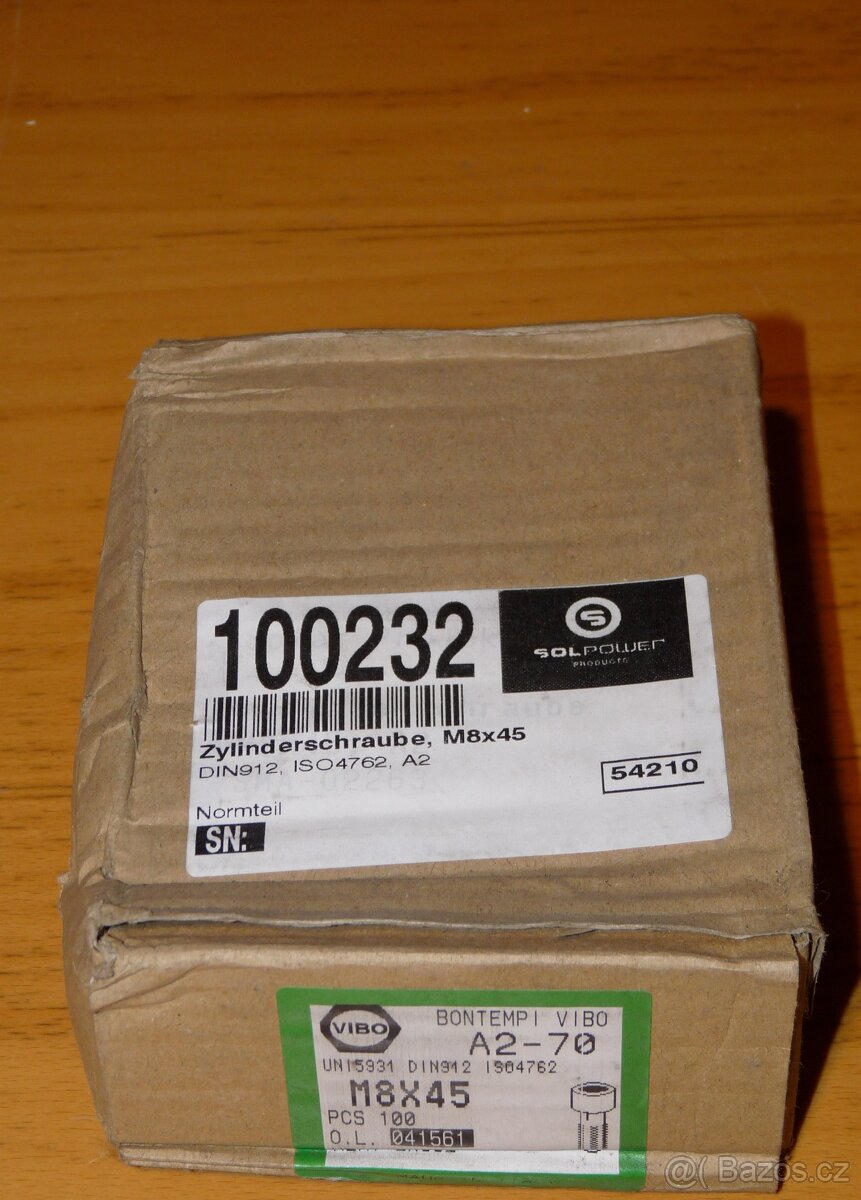 100232
SOLPOWER
PRODUCTS
Zylinderschraube, M8x45
DIN912, ISO4762, A2
54210
Normteil
SN:
VIBO
BONTEMPI VIBO
A2-70
UNI5931 DIN912 ISO4762
M8X45
PCS 100
O.L. 041561
@( Bazos.cz